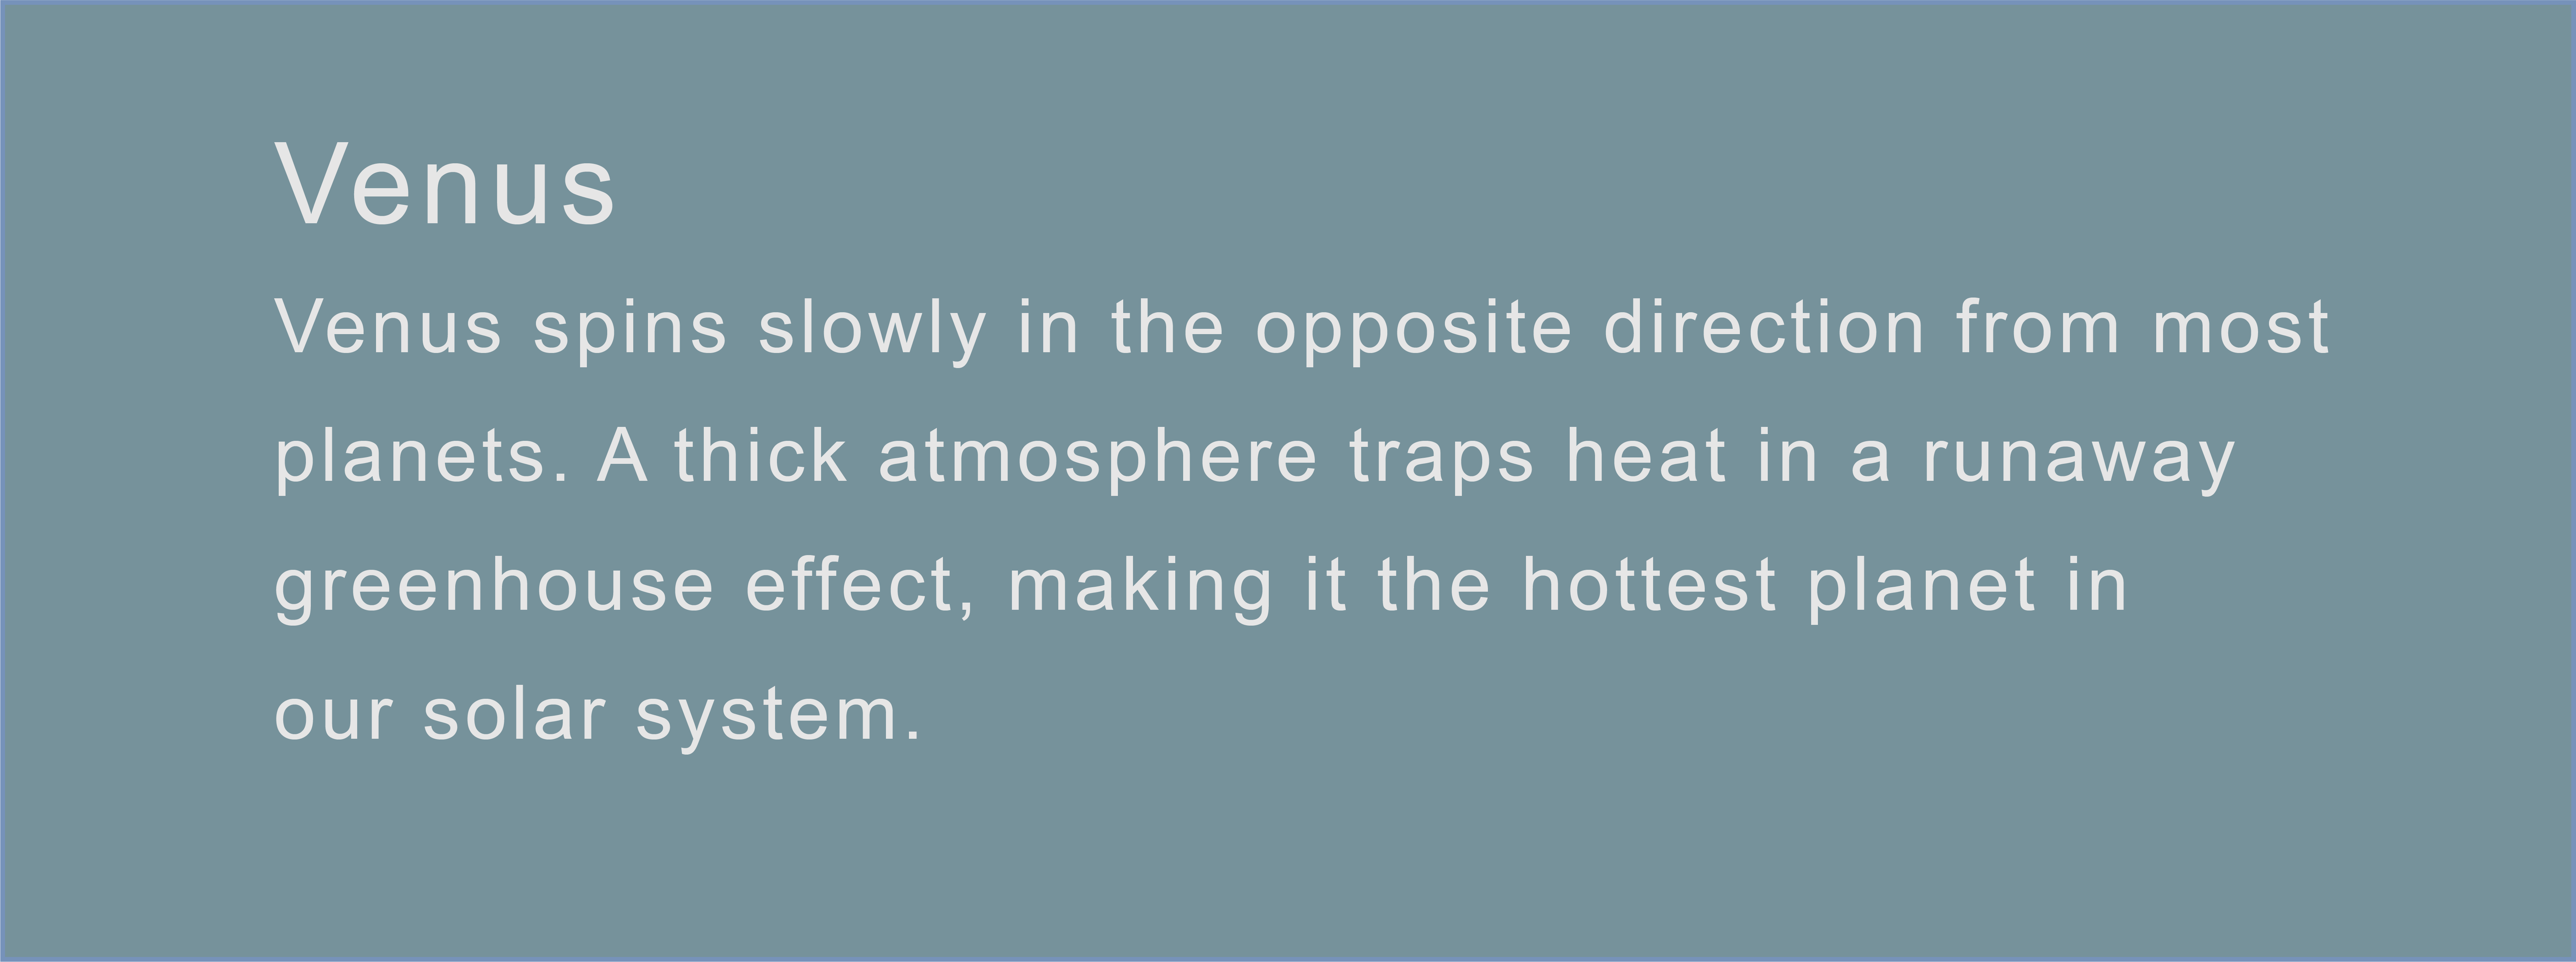 Venus
Venus spins slowly in the opposite direction from most
planets. A thick atmosphere traps heat in a runaway
greenhouse effect, making it the hottest planet in
our solar system.